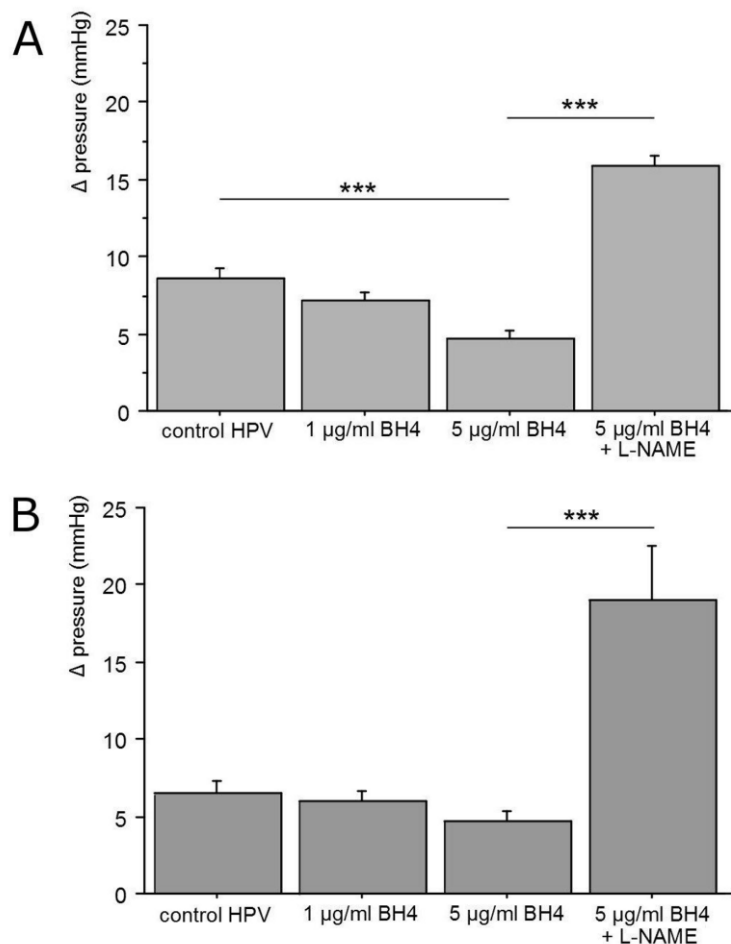 A
Δ pressure (mmHg)
25
20
15
10
5
0
***
***
control HPV
1 µg/ml BH4
5 µg/ml BH4
5 µg/ml BH4
+ L-NAME
B
Δ pressure (mmHg)
25
20
15
10
5
0
***
control HPV
1 µg/ml BH4
5 µg/ml BH4
5 µg/ml BH4
+ L-NAME